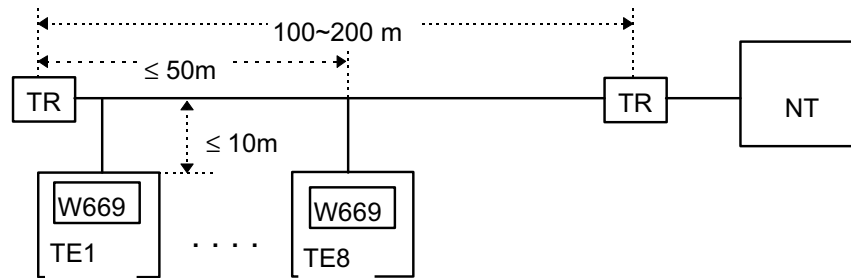 100~200 m
≤ 50m
TR
TR
NT
≤ 10m
W669
W669
TE1
. . . .
TE8